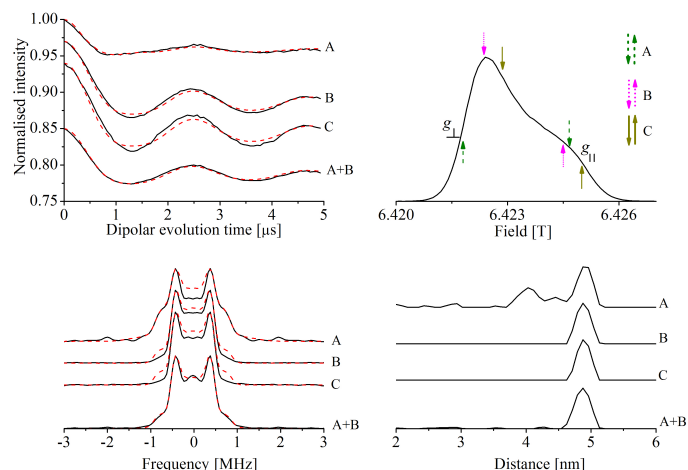 Normalised intensity
1.00
0.95
0.90
0.85
0.80
0.75
A
B
C
A+B
0 1 2 3 4 5
Dipolar evolution time [µs]
g⊥
g||
A
B
C
6.420 6.423 6.426
Field [T]
A
B
C
A+B
-3 -2 -1 0 1 2 3
Frequency [MHz]
A
B
C
A+B
2 3 4 5 6
Distance [nm]